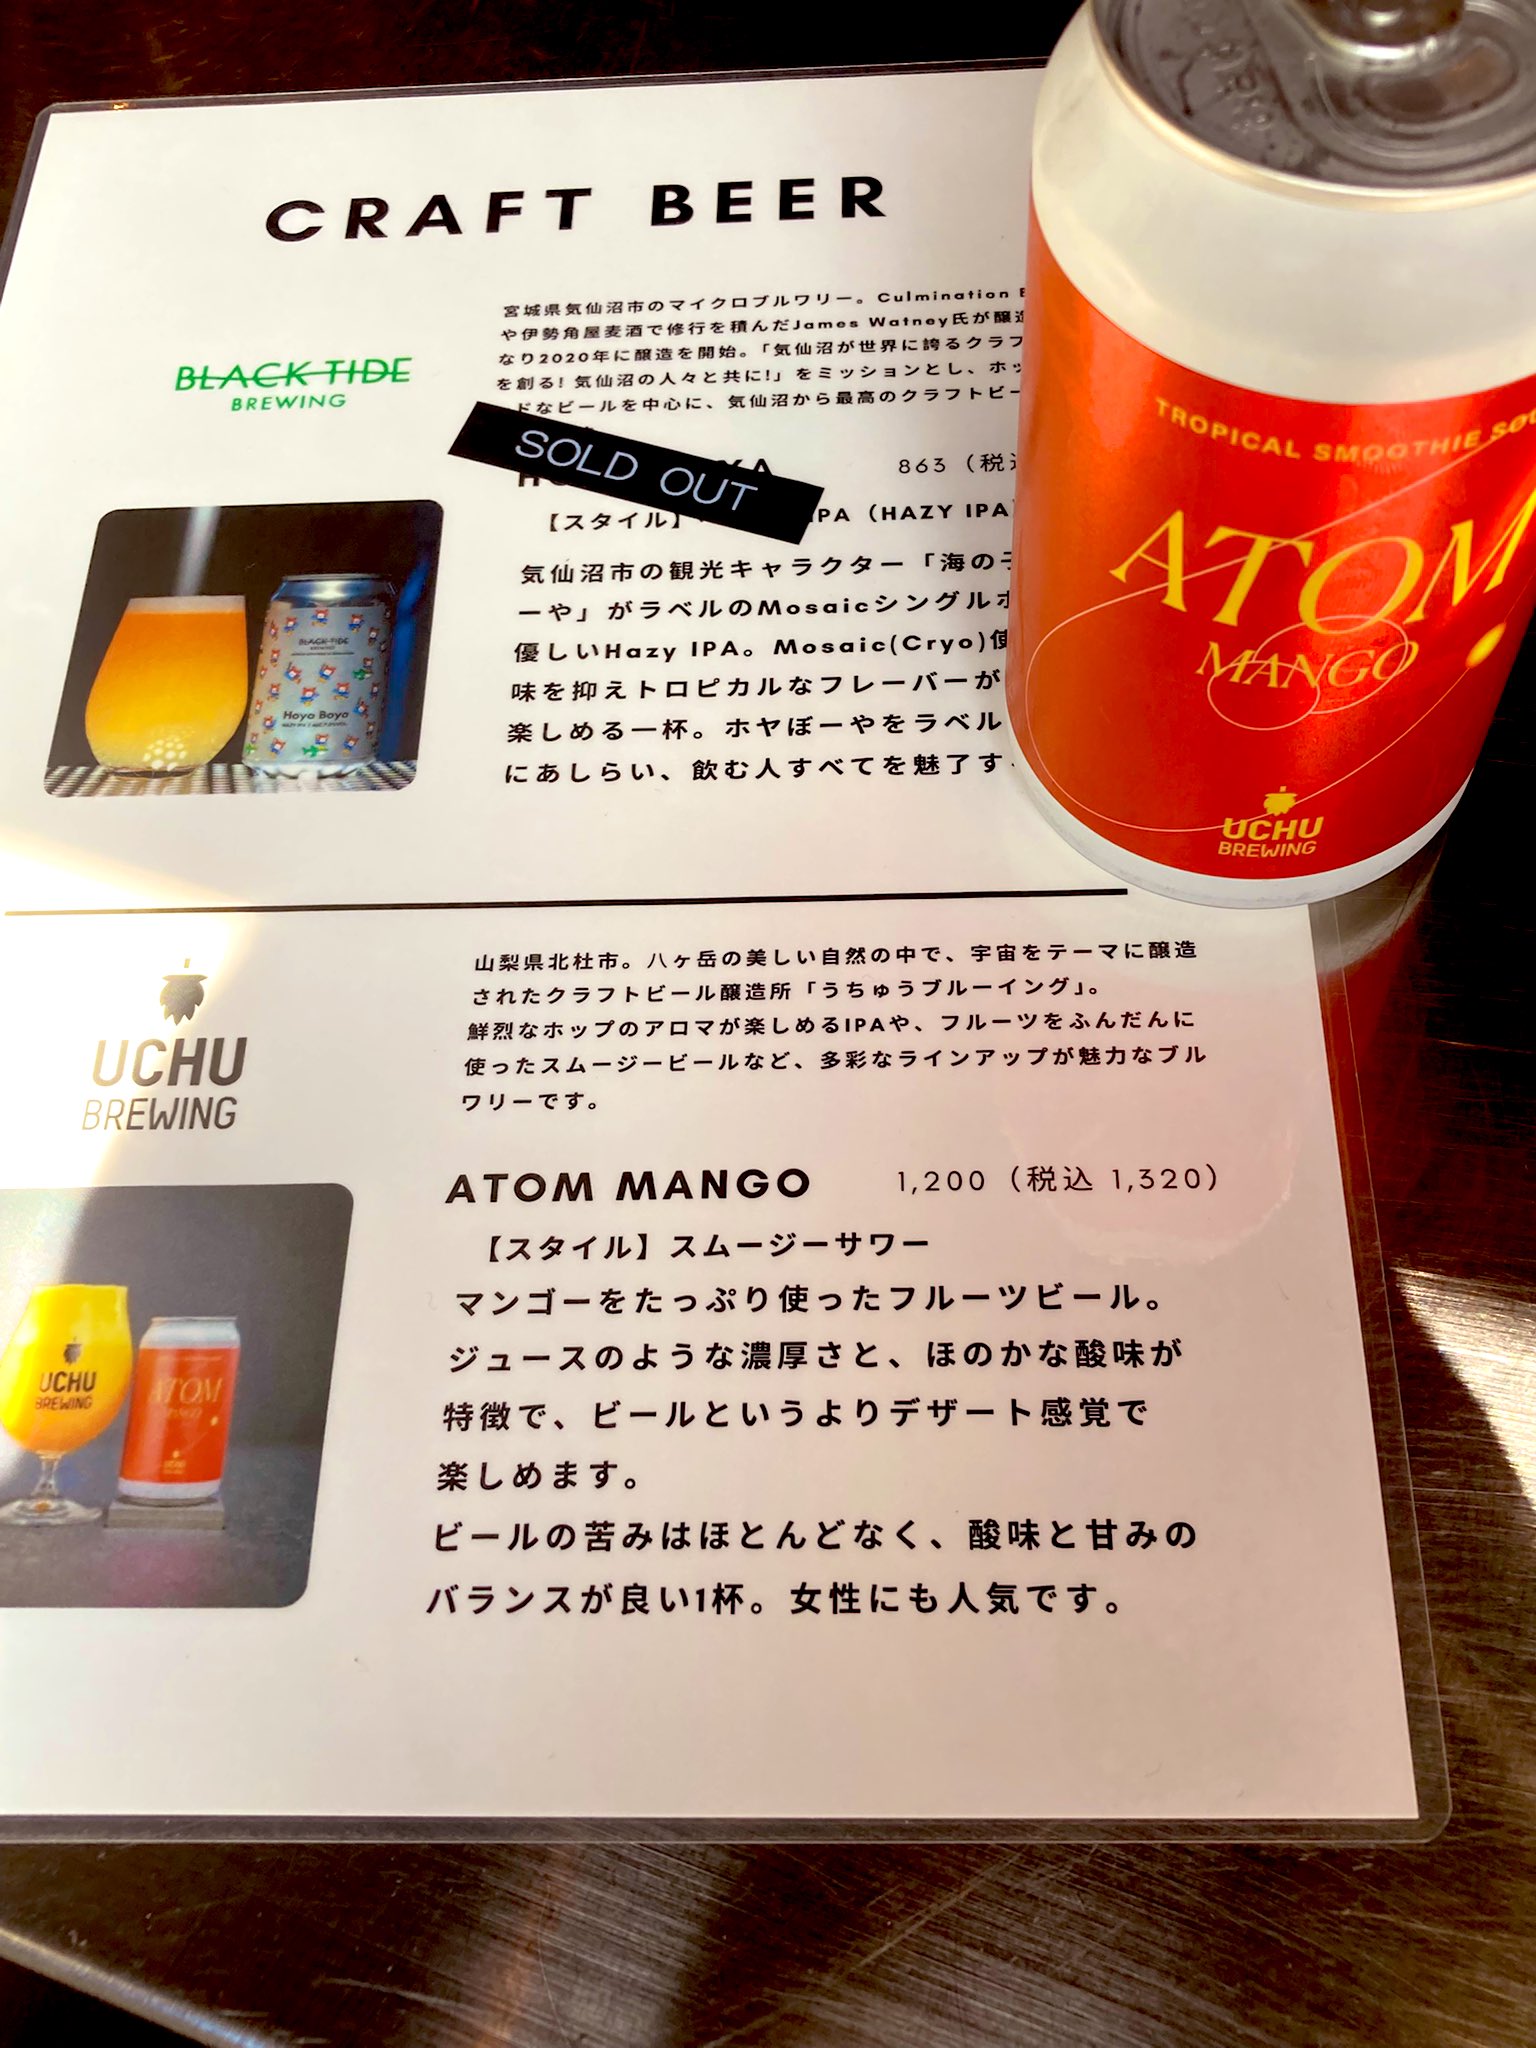 CRAFT BEER
BLACK TIDE
BREWING
宮城県気仙沼市のマイクロブルワリー。Culmination
や伊勢角屋麦酒で修行を積んだJames Watney氏が醸造
なり2020年に醸造を開始。「気仙沼が世界に誇るクラフ
を創る! 気仙沼の人々と共に!」をミッションとし、ホッ
ドなビールを中心に、気仙沼から最高のクラフトビー
SOLD OUT
863（税
【スタイル】 IPA（HAZY IPA
気仙沼市の観光キャラクター「海の子
ーや」がラベルのMosaicシングルホ
優しいHazy IPA。Mosaic(Cryo)使
味を抑えトロピカルなフレーバーが
楽しめる一杯。ホヤぼーやをラベル
にあしらい、飲む人すべてを魅了す
BLACK TIDE
BREWING
Hoya Boya
TROPICAL SMOOTHIE
ATOM
MANGO
UCHU
BREWING
UCHU
BREWING
山梨県北杜市。八ヶ岳の美しい自然の中で、宇宙をテーマに醸造
されたクラフトビール醸造所「うちゅうブルーイング」。
鮮烈なホップのアロマが楽しめるIPAや、フルーツをふんだんに
使ったスムージービールなど、多彩なラインアップが魅力なブル
ワリーです。
ATOM MANGO 1,200（税込 1,320）
【スタイル】スムージーサワー
マンゴーをたっぷり使ったフルーツビール。
ジュースのような濃厚さと、ほのかな酸味が
特徴で、ビールというよりデザート感覚で
楽しめます。
ビールの苦みはほとんどなく、酸味と甘みの
バランスが良い1杯。女性にも人気です。
UCHU
BREWING
ATOM
MANGO